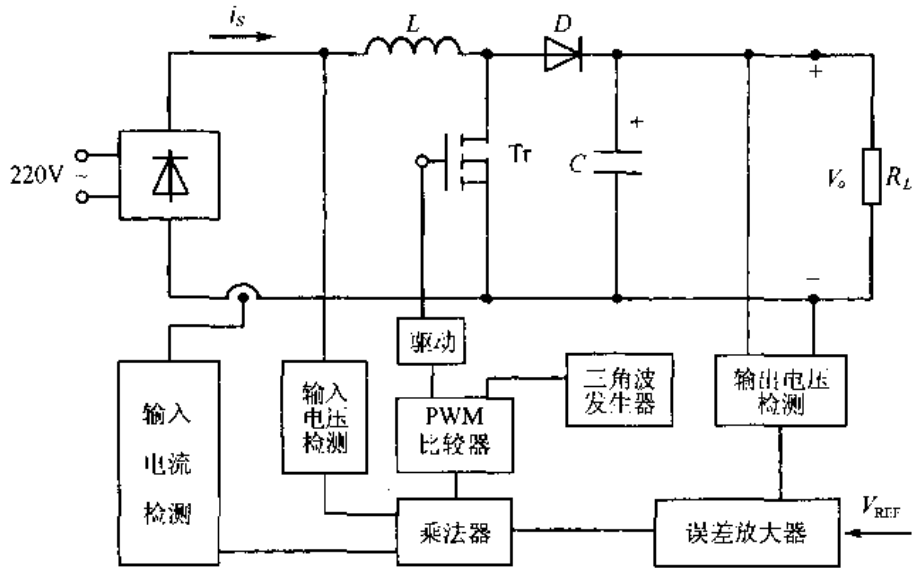 i_S
L
D
220V
~
Tr
C
+
+
V_o
R_L
−
驱动
三角波
发生器
输入
电流
检测
输入
电压
检测
PWM
比较器
输出电压
检测
乘法器
误差放大器
V_REF